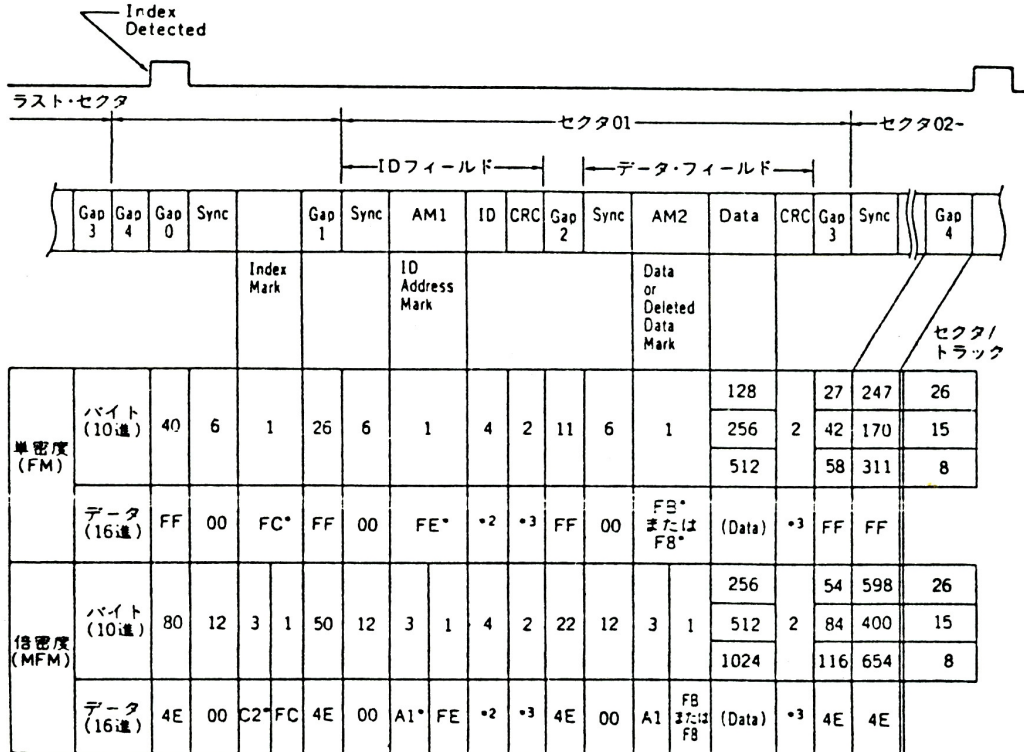 Index
Detected
ラスト・セクタ
セクタ01
セクタ02-
IDフィールド
データ・フィールド
Gap 3 Gap 4 Gap 0 Sync Gap 1 Sync AM1 ID CRC Gap 2 Sync AM2 Data CRC Gap 3 Sync Gap 4
Index
Mark
ID
Address
Mark
Data
or
Deleted
Data
Mark
セクタ/
トラック
単密度
(FM)
バイト
(10進)
40 6 1 26 6 1 4 2 11 6 1 128 2 27 247 26
256 42 170 15
512 58 311 8
データ
(16進)
FF 00 FC* FF 00 FE* *2 *3 FF 00 FB* または F8* (Data) *3 FF FF
倍密度
(MFM)
バイト
(10進)
80 12 3 1 50 12 3 1 4 2 22 12 3 1 256 2 54 598 26
512 84 400 15
1024 116 654 8
データ
(16進)
4E 00 C2* FC 4E 00 A1* FE *2 *3 4E 00 A1 FB または F8 (Data) *3 4E 4E